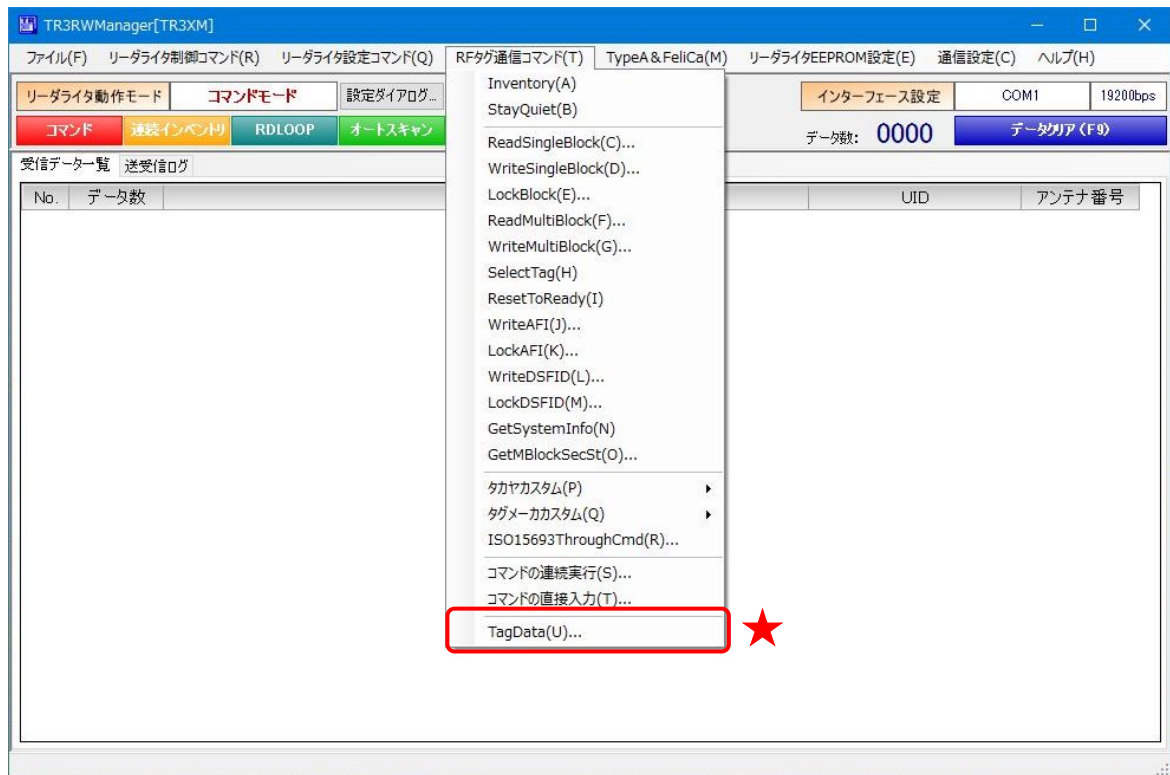 TR3RWManager[TR3XM]
ファイル(F) リーダライタ制御コマンド(R) リーダライタ設定コマンド(Q) RFタグ通信コマンド(T) TypeA&FeliCa(M) リーダライタEEPROM設定(E) 通信設定(C) ヘルプ(H)
リーダライタ動作モード コマンドモード 設定ダイアログ... インターフェース設定 COM1 19200bps
コマンド 連続インベントリ RDLOOP オートスキャン データ数: 0000 データクリア(F9)
受信データ一覧 送受信ログ
No. データ数 UID アンテナ番号
Inventory(A)
StayQuiet(B)
ReadSingleBlock(C)...
WriteSingleBlock(D)...
LockBlock(E)...
ReadMultiBlock(F)...
WriteMultiBlock(G)...
SelectTag(H)
ResetToReady(I)
WriteAFI(J)...
LockAFI(K)...
WriteDSFID(L)...
LockDSFID(M)...
GetSystemInfo(N)
GetMBlockSecSt(O)...
タカヤカスタム(P)
タグメーカカスタム(Q)
ISO15693ThroughCmd(R)...
コマンドの連続実行(S)...
コマンドの直接入力(T)...
TagData(U)...